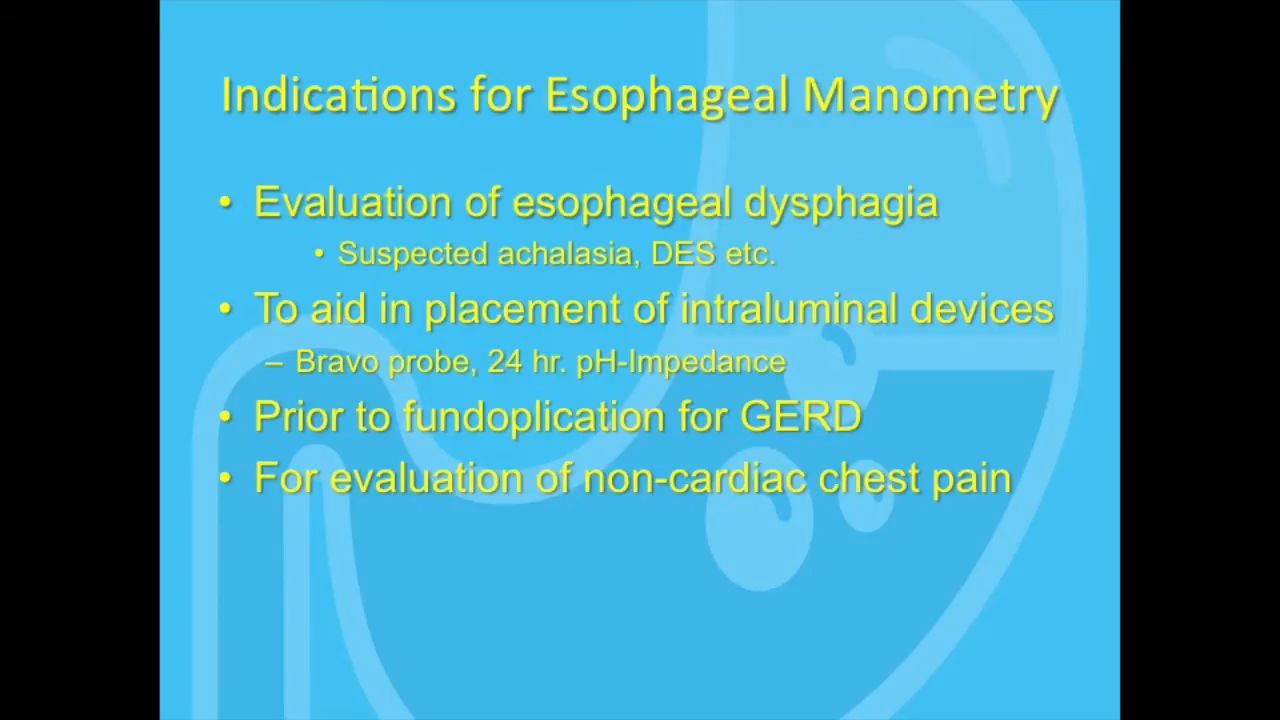 Indications for Esophageal Manometry
• Evaluation of esophageal dysphagia
• Suspected achalasia, DES etc.
• To aid in placement of intraluminal devices
– Bravo probe, 24 hr. pH-Impedance
• Prior to fundoplication for GERD
• For evaluation of non-cardiac chest pain